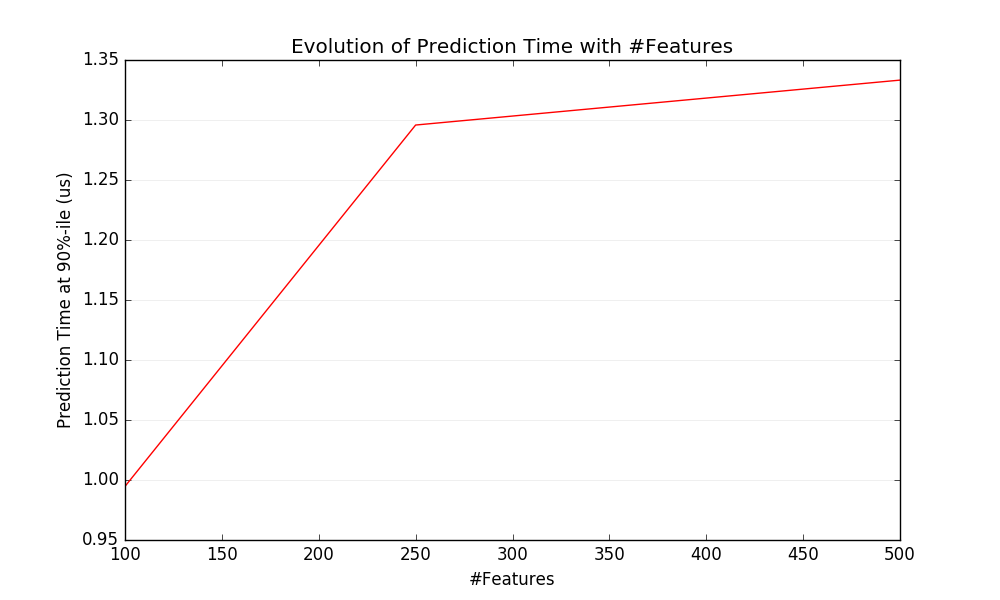 Evolution of Prediction Time with #Features
1.35
1.30
1.25
1.20
1.15
1.10
1.05
1.00
0.95
Prediction Time at 90%-ile (us)
100 150 200 250 300 350 400 450 500
#Features